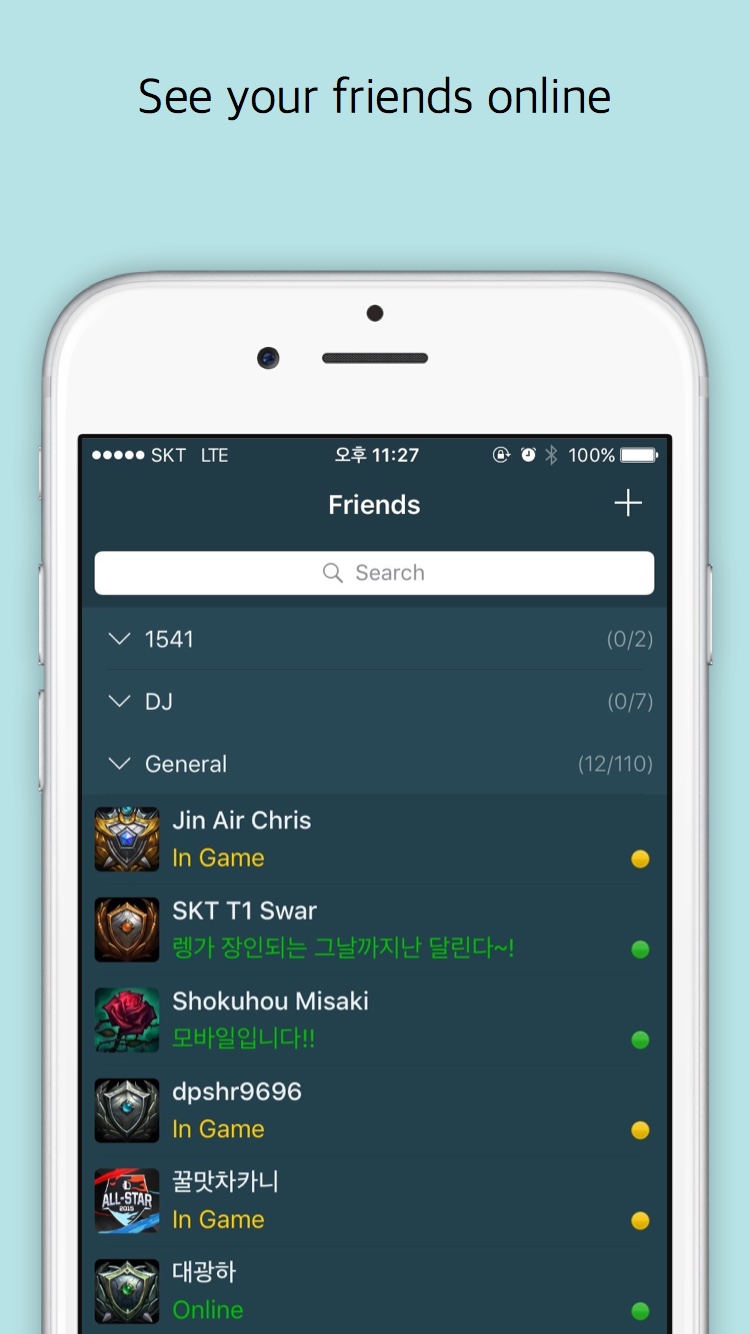 See your friends online
SKT LTE 오후 11:27 100%
Friends
Search
1541 (0/2)
DJ (0/7)
General (12/110)
Jin Air Chris
In Game
SKT T1 Swar
렝가 장인되는 그날까지난 달린다~!
Shokuhou Misaki
모바일입니다!!
dpshr9696
In Game
ALL-STAR
2015
꿀맛차카니
In Game
대광하
Online